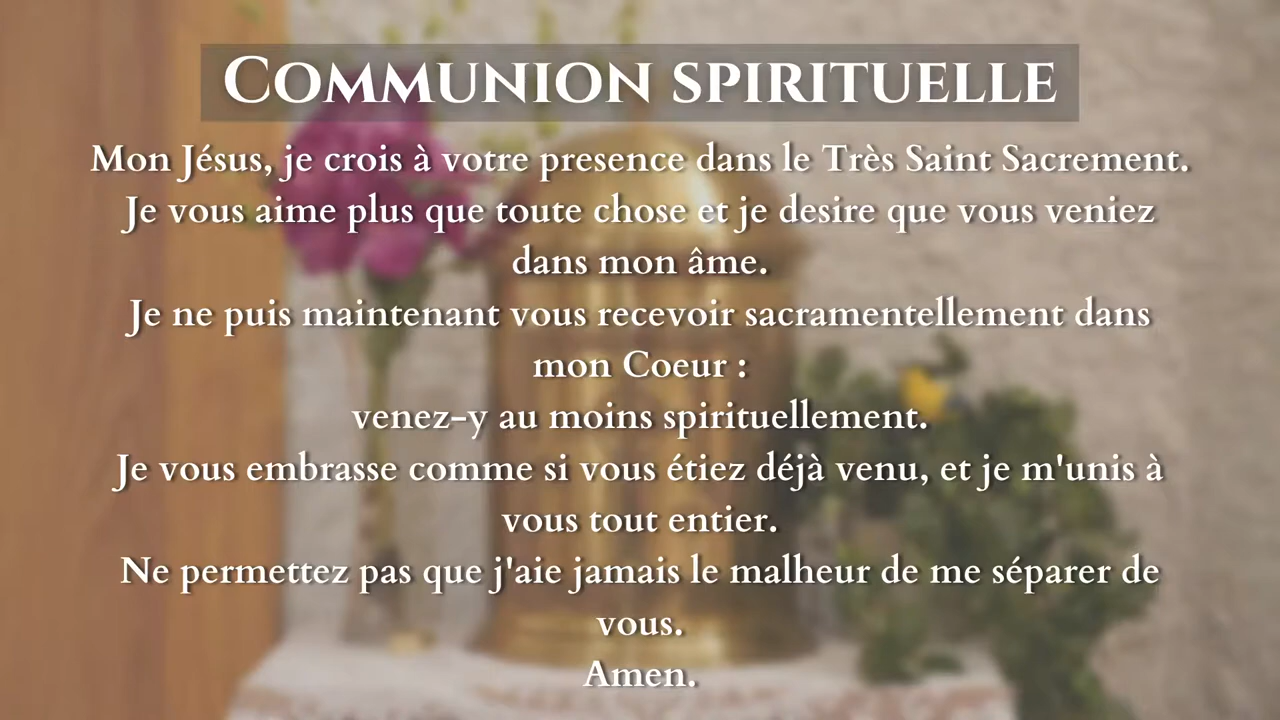 Communion spirituelle
Mon Jésus, je crois à votre presence dans le Très Saint Sacrement.
Je vous aime plus que toute chose et je desire que vous veniez
dans mon âme.
Je ne puis maintenant vous recevoir sacramentellement dans
mon Coeur :
venez-y au moins spirituellement.
Je vous embrasse comme si vous étiez déjà venu, et je m'unis à
vous tout entier.
Ne permettez pas que j'aie jamais le malheur de me séparer de
vous.
Amen.